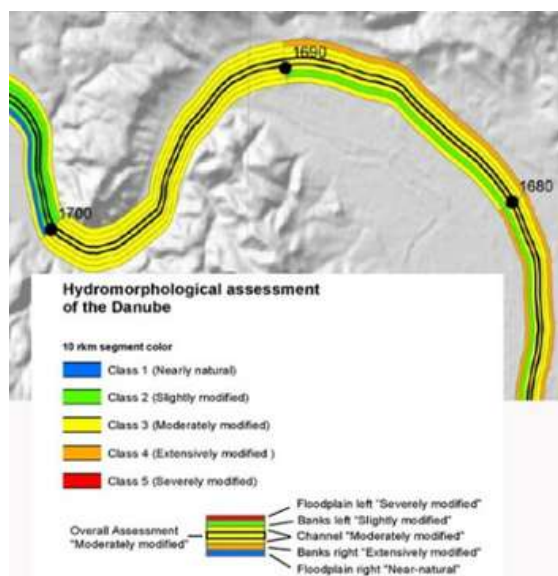 1690
1680
1700
Hydromorphological assessment
of the Danube
10 rkm segment color
Class 1 (Nearly natural)
Class 2 (Slightly modified)
Class 3 (Moderately modified)
Class 4 (Extensively modified )
Class 5 (Severely modified)
Floodplain left "Severely modified"
Banks left "Slightly modified"
Overall Assessment
"Moderately modified"
Channel "Moderately modified"
Banks right "Extensively modified"
Floodplain right "Near-natural"